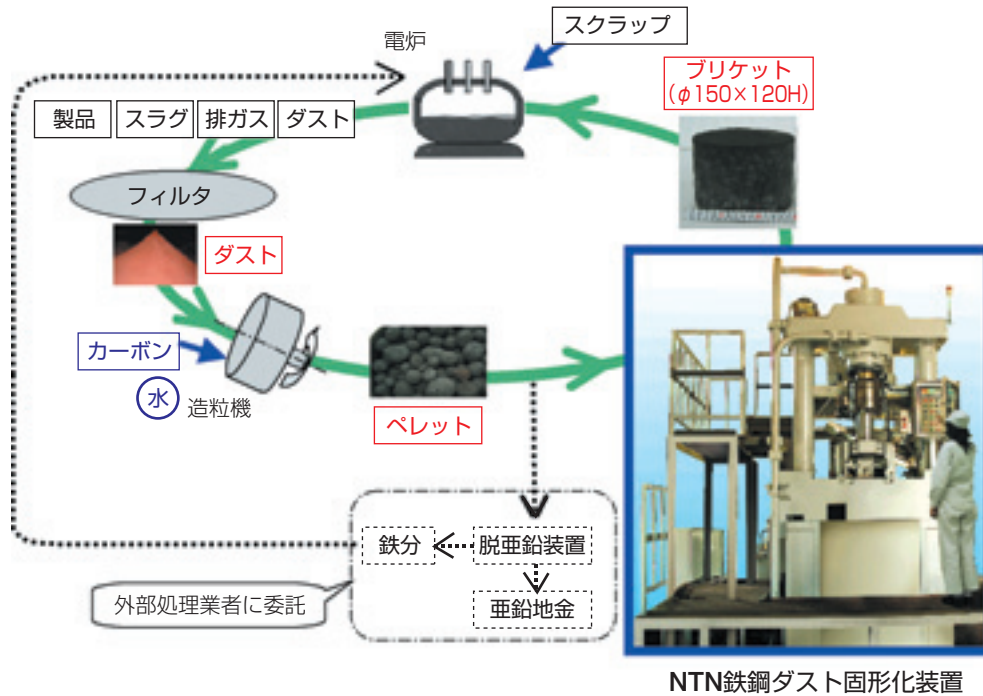 電炉
スクラップ
ブリケット
(φ150×120H)
製品 スラグ 排ガス ダスト
フィルタ
ダスト
カーボン
水
造粒機
ペレット
鉄分
脱亜鉛装置
亜鉛地金
外部処理業者に委託
NTN鉄鋼ダスト固形化装置